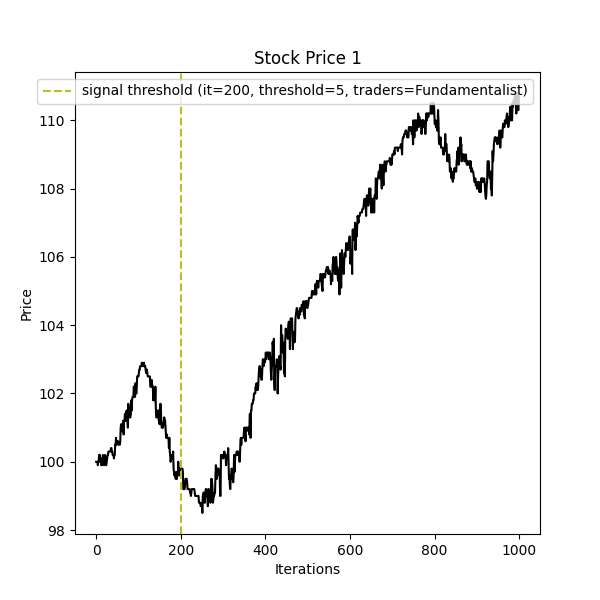 Stock Price 1
signal threshold (it=200, threshold=5, traders=Fundamentalist)
110
108
106
104
102
100
98
Price
0 200 400 600 800 1000
Iterations